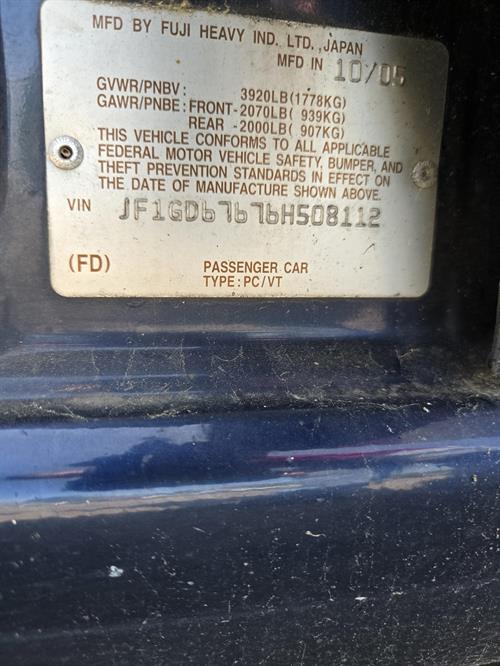 MFD BY FUJI HEAVY IND. LTD., JAPAN
MFD IN 10/05
GVWR/PNBV : 3920LB(1778KG)
GAWR/PNBE : FRONT-2070LB( 939KG)
REAR -2000LB( 907KG)
THIS VEHICLE CONFORMS TO ALL APPLICABLE
FEDERAL MOTOR VEHICLE SAFETY, BUMPER, AND
THEFT PREVENTION STANDARDS IN EFFECT ON
THE DATE OF MANUFACTURE SHOWN ABOVE.
VIN JF1GD67676H508112
(FD) PASSENGER CAR
TYPE : PC/VT